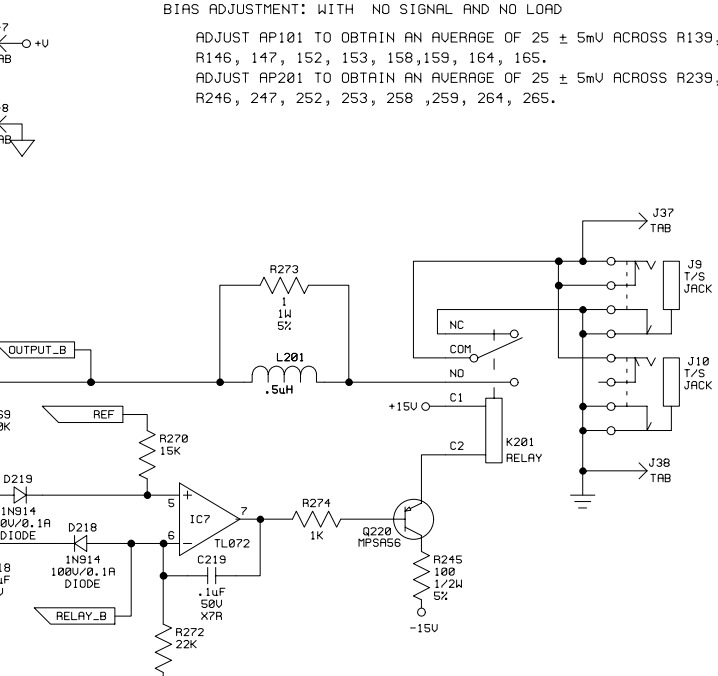 BIAS ADJUSTMENT: WITH NO SIGNAL AND NO LOAD
ADJUST AP101 TO OBTAIN AN AVERAGE OF 25 ± 5mV ACROSS R139,
R146, 147, 152, 153, 158,159, 164, 165.
ADJUST AP201 TO OBTAIN AN AVERAGE OF 25 ± 5mV ACROSS R239,
R246, 247, 252, 253, 258 ,259, 264, 265.
+V
J37
TAB
J9
T/S
JACK
R273
1
1W
5%
NC
COM
NO
OUTPUT_B
L201
.5uH
J10
T/S
JACK
REF
+15V
C1
C2
K201
RELAY
R270
15K
J38
TAB
D219
1N914
DIODE
5
+
IC7
7
6
-
TL072
R274
1K
Q220
MPSA56
D218
1N914
100V/0.1A
DIODE
C219
.1uF
50V
X7R
R245
100
1/2W
5%
-15V
RELAY_B
R272
22K